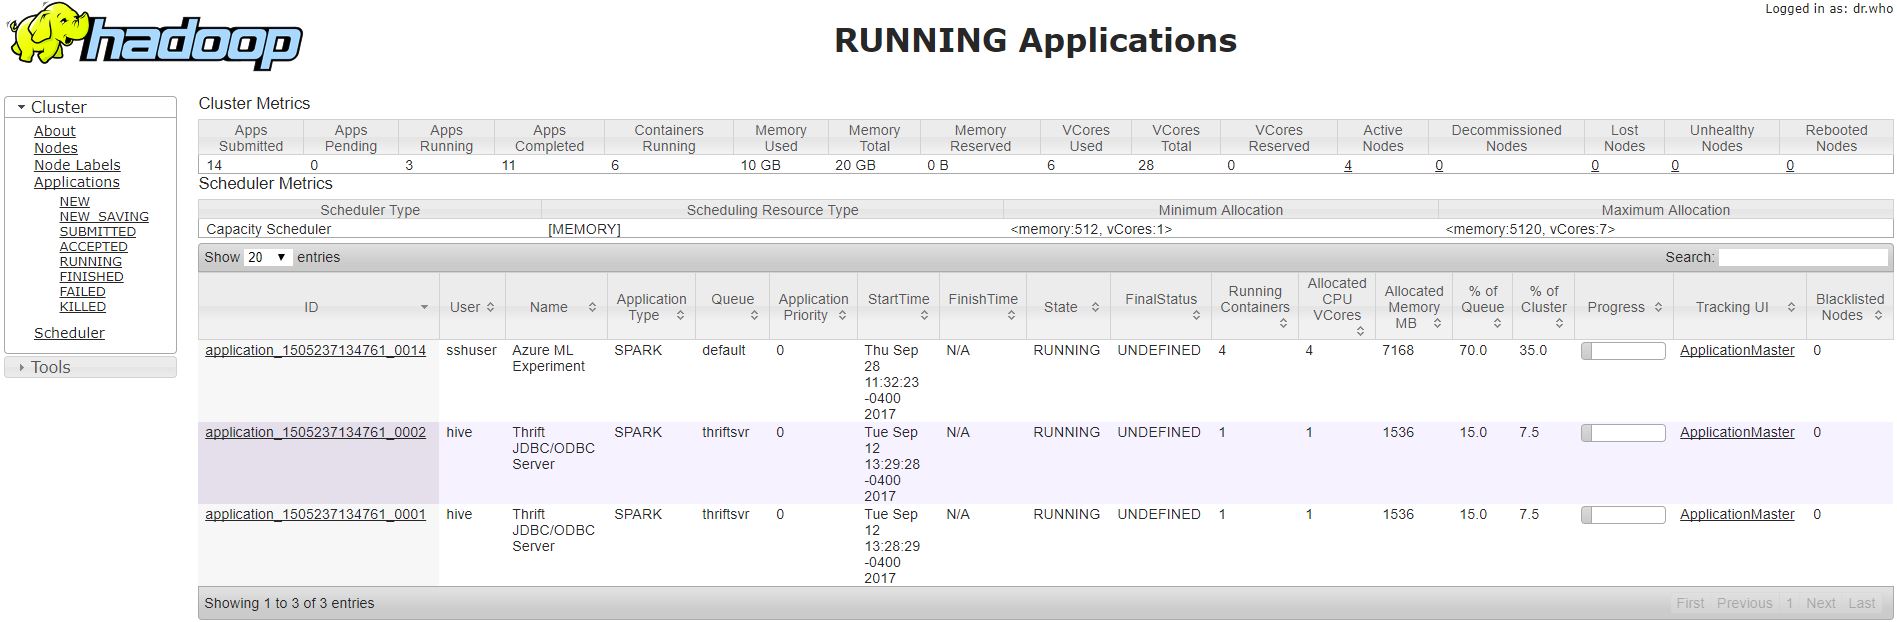 Logged in as: dr.who
hadoop
RUNNING Applications
Cluster
About
Nodes
Node Labels
Applications
NEW
NEW_SAVING
SUBMITTED
ACCEPTED
RUNNING
FINISHED
FAILED
KILLED
Scheduler
Tools
Cluster Metrics
Apps Submitted Apps Pending Apps Running Apps Completed Containers Running Memory Used Memory Total Memory Reserved VCores Used VCores Total VCores Reserved Active Nodes Decommissioned Nodes Lost Nodes Unhealthy Nodes Rebooted Nodes
14 0 3 11 6 10 GB 20 GB 0 B 6 28 0 4 0 0 0 0
Scheduler Metrics
Scheduler Type Scheduling Resource Type Minimum Allocation Maximum Allocation
Capacity Scheduler [MEMORY] <memory:512, vCores:1> <memory:5120, vCores:7>
Show 20 entries Search:
ID User Name Application Type Queue Application Priority StartTime FinishTime State FinalStatus Running Containers Allocated CPU VCores Allocated Memory MB % of Queue % of Cluster Progress Tracking UI Blacklisted Nodes
application_1505237134761_0014 sshuser Azure ML Experiment SPARK default 0 Thu Sep 28 11:32:23 -0400 2017 N/A RUNNING UNDEFINED 4 4 7168 70.0 35.0 ApplicationMaster 0
application_1505237134761_0002 hive Thrift JDBC/ODBC Server SPARK thriftsvr 0 Tue Sep 12 13:29:28 -0400 2017 N/A RUNNING UNDEFINED 1 1 1536 15.0 7.5 ApplicationMaster 0
application_1505237134761_0001 hive Thrift JDBC/ODBC Server SPARK thriftsvr 0 Tue Sep 12 13:28:29 -0400 2017 N/A RUNNING UNDEFINED 1 1 1536 15.0 7.5 ApplicationMaster 0
Showing 1 to 3 of 3 entries First Previous 1 Next Last